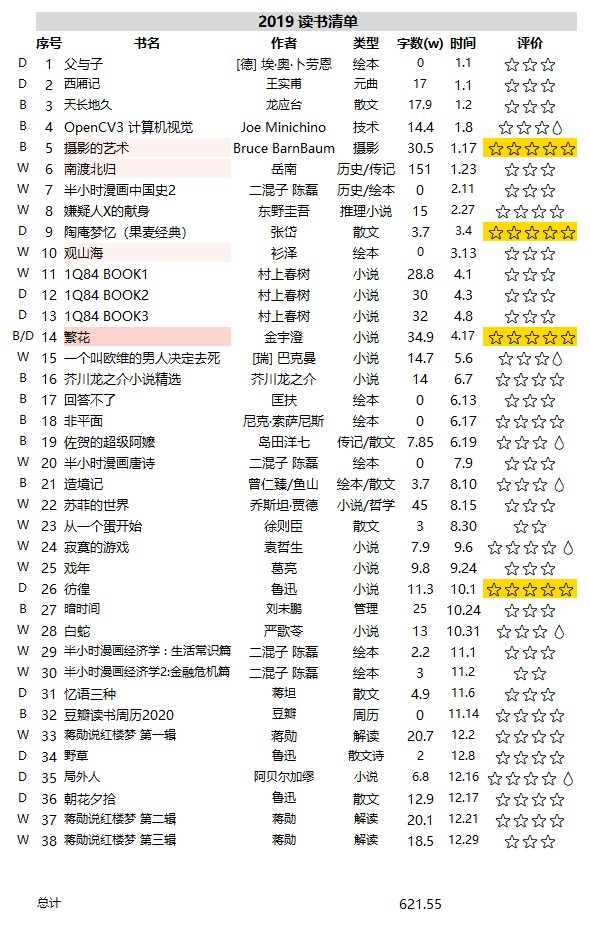 2019 读书清单
序号 书名 作者 类型 字数(w) 时间 评价
D 1 父与子 [德] 埃·奥·卜劳恩 绘本 0 1.1 ☆☆☆
D 2 西厢记 王实甫 元曲 17 1.1 ☆☆☆
B 3 天长地久 龙应台 散文 17.9 1.2 ☆☆☆
B 4 OpenCV3 计算机视觉 Joe Minichino 技术 14.4 1.8 ☆☆☆
B 5 摄影的艺术 Bruce BarnBaum 摄影 30.5 1.17 ☆☆☆☆☆
W 6 南渡北归 岳南 历史/传记 151 1.23 ☆☆☆
W 7 半小时漫画中国史2 二混子 陈磊 历史/绘本 0 2.11 ☆☆☆
W 8 嫌疑人X的献身 东野圭吾 推理小说 15 2.27 ☆☆☆☆
D 9 陶庵梦忆（果麦经典） 张岱 散文 3.7 3.4 ☆☆☆☆☆
W 10 观山海 衫泽 绘本 0 3.13 ☆☆☆
W 11 1Q84 BOOK1 村上春树 小说 28.8 4.1 ☆☆☆☆
D 12 1Q84 BOOK2 村上春树 小说 30 4.3 ☆☆☆☆
D 13 1Q84 BOOK3 村上春树 小说 32 4.8 ☆☆☆☆
B/D 14 繁花 金宇澄 小说 34.9 4.17 ☆☆☆☆☆
W 15 一个叫欧维的男人决定去死 [瑞] 巴克曼 小说 14.7 5.6 ☆☆☆
B 16 芥川龙之介小说精选 芥川龙之介 小说 14 6.7 ☆☆☆☆
B 17 回答不了 匡扶 绘本 0 6.13 ☆☆☆
B 18 非平面 尼克·索萨尼斯 绘本 0 6.17 ☆☆☆☆
B 19 佐贺的超级阿嬷 岛田洋七 传记/散文 7.85 6.19 ☆☆☆
W 20 半小时漫画唐诗 二混子 陈磊 绘本 0 7.9 ☆☆☆
B 21 造境记 曾仁臻/鱼山 绘本/散文 3.7 8.10 ☆☆☆
W 22 苏菲的世界 乔斯坦·贾德 小说/哲学 45 8.15 ☆☆☆
W 23 从一个蛋开始 徐则臣 散文 3 8.30 ☆☆
W 24 寂寞的游戏 袁哲生 小说 7.9 9.6 ☆☆☆☆
W 25 戏年 葛亮 小说 9.8 9.24 ☆☆☆
D 26 彷徨 鲁迅 小说 11.3 10.1 ☆☆☆☆☆
B 27 暗时间 刘未鹏 管理 25 10.24 ☆☆☆
W 28 白蛇 严歌苓 小说 13 10.31 ☆☆☆
W 29 半小时漫画经济学：生活常识篇 二混子 陈磊 绘本 2.2 11.1 ☆☆☆
W 30 半小时漫画经济学2:金融危机篇 二混子 陈磊 绘本 3 11.2 ☆☆
D 31 忆语三种 蒋坦 散文 4.9 11.6 ☆☆☆
B 32 豆瓣读书周历2020 豆瓣 周历 0 11.14 ☆☆☆☆
W 33 蒋勋说红楼梦 第一辑 蒋勋 解读 20.7 12.2 ☆☆☆☆
D 34 野草 鲁迅 散文诗 2 12.8 ☆☆☆☆
D 35 局外人 阿贝尔加缪 小说 6.8 12.16 ☆☆☆☆
D 36 朝花夕拾 鲁迅 散文 12.9 12.17 ☆☆☆☆
W 37 蒋勋说红楼梦 第二辑 蒋勋 解读 20.1 12.21 ☆☆☆☆
W 38 蒋勋说红楼梦 第三辑 蒋勋 解读 18.5 12.29 ☆☆☆
总计 621.55